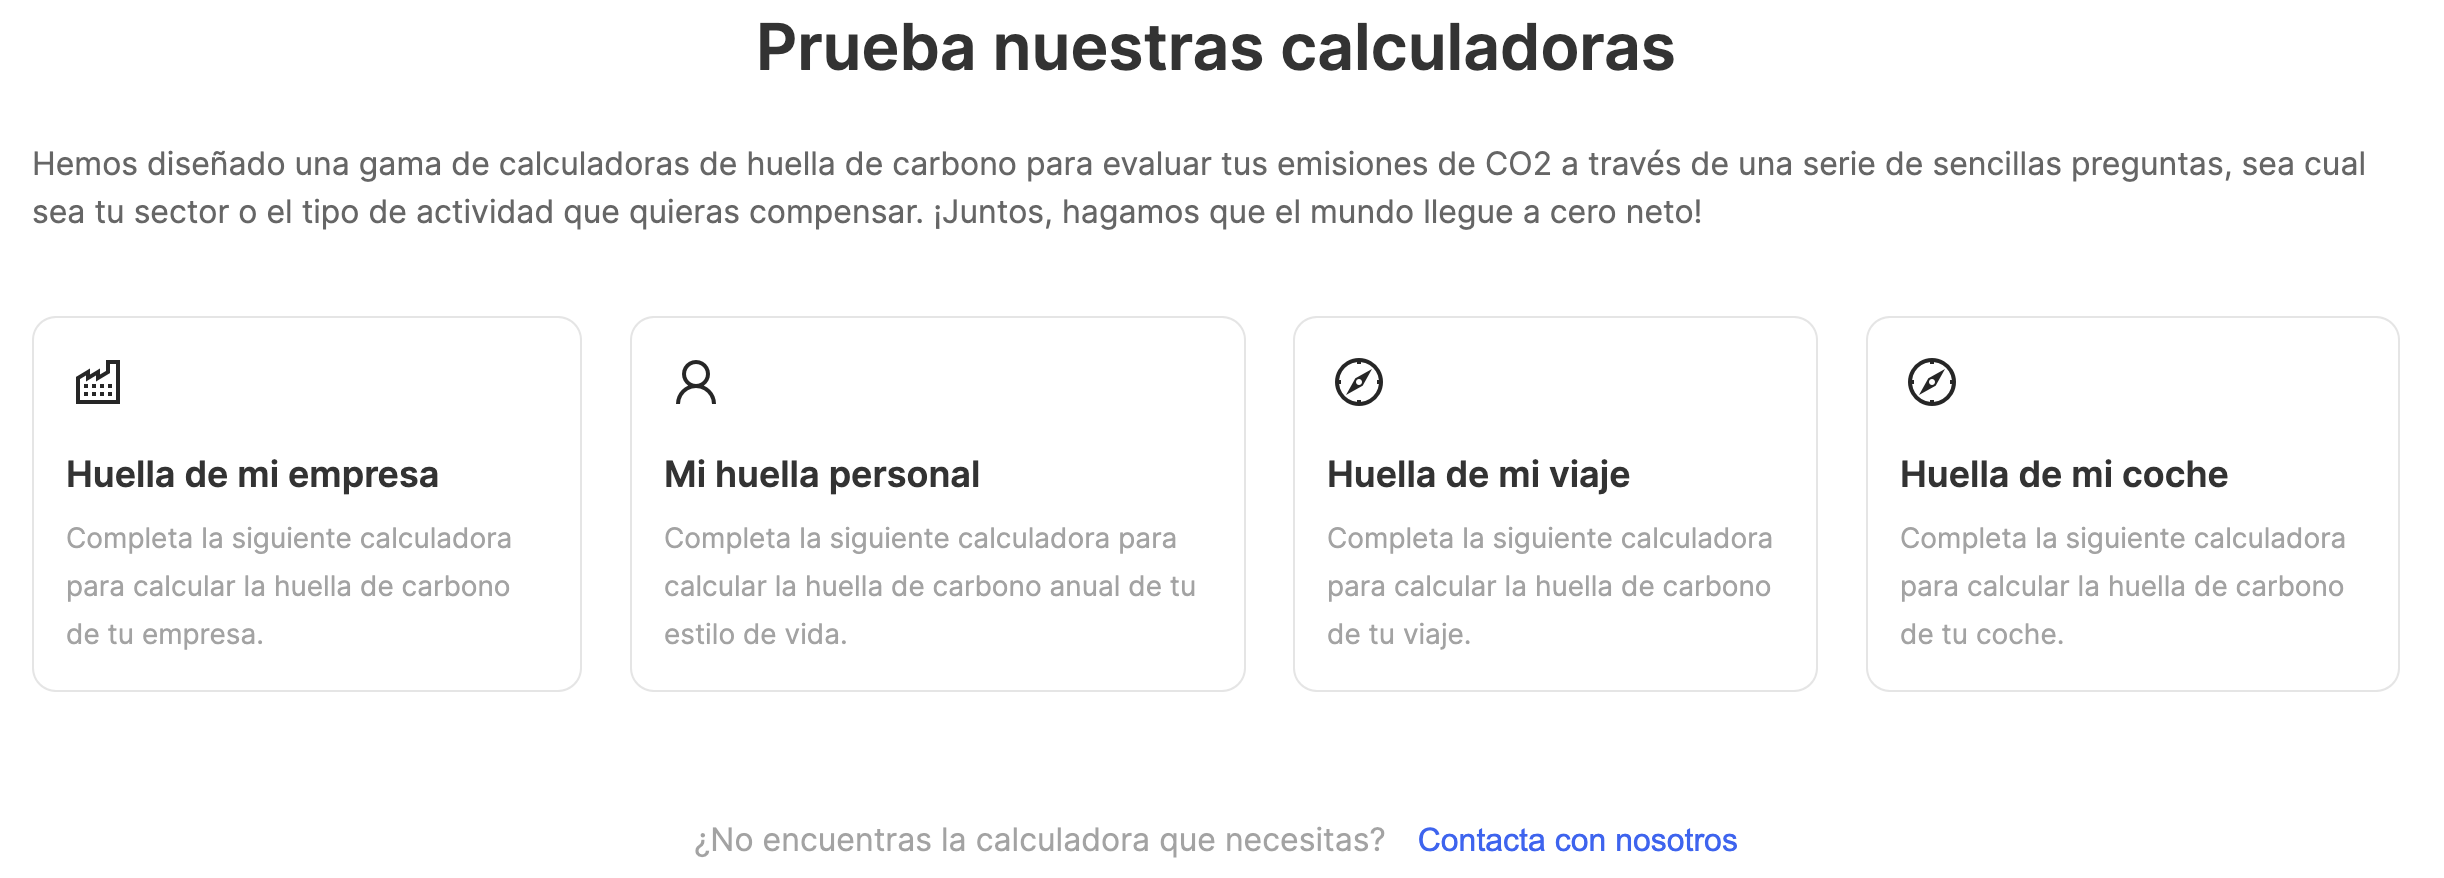 Prueba nuestras calculadoras
Hemos diseñado una gama de calculadoras de huella de carbono para evaluar tus emisiones de CO2 a través de una serie de sencillas preguntas, sea cual
sea tu sector o el tipo de actividad que quieras compensar. ¡Juntos, hagamos que el mundo llegue a cero neto!
Huella de mi empresa
Completa la siguiente calculadora
para calcular la huella de carbono
de tu empresa.
Mi huella personal
Completa la siguiente calculadora para
calcular la huella de carbono anual de tu
estilo de vida.
Huella de mi viaje
Completa la siguiente calculadora
para calcular la huella de carbono
de tu viaje.
Huella de mi coche
Completa la siguiente calculadora
para calcular la huella de carbono
de tu coche.
¿No encuentras la calculadora que necesitas? Contacta con nosotros